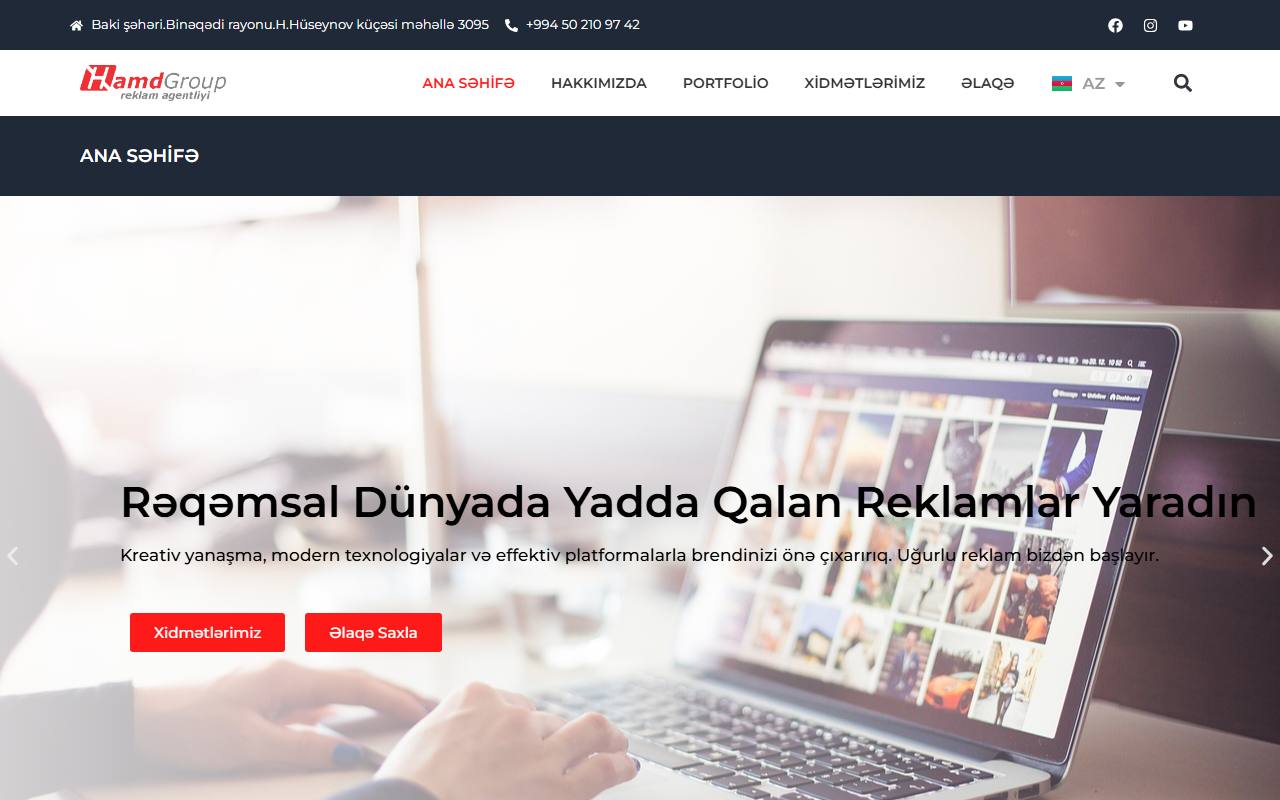 Baki şəhəri.Binəqədi rayonu.H.Hüseynov küçəsi məhəllə 3095
+994 50 210 97 42
HamdGroup
reklam agentliyi
ANA SƏHİFƏ
HAKKIMIZDA
PORTFOLİO
XİDMƏTLƏRİMİZ
ƏLAQƏ
AZ
ANA SƏHİFƏ
Rəqəmsal Dünyada Yadda Qalan Reklamlar Yaradın
Kreativ yanaşma, modern texnologiyalar və effektiv platformalarla brendinizi önə çıxarırıq. Uğurlu reklam bizdən başlayır.
Xidmətlərimiz
Əlaqə Saxla